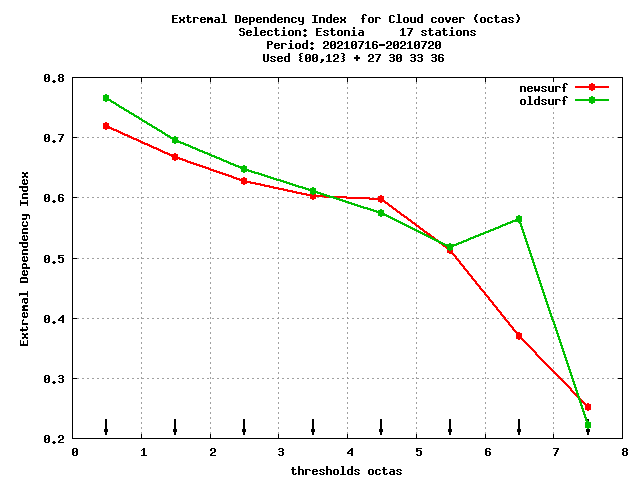 Extremal Dependency Index  for Cloud cover (octas)
Selection: Estonia     17 stations
Period: 20210716-20210720
Used {00,12} + 27 30 33 36
newsurf
oldsurf
Extremal Dependency Index
0.8
0.7
0.6
0.5
0.4
0.3
0.2
0 1 2 3 4 5 6 7 8
thresholds octas